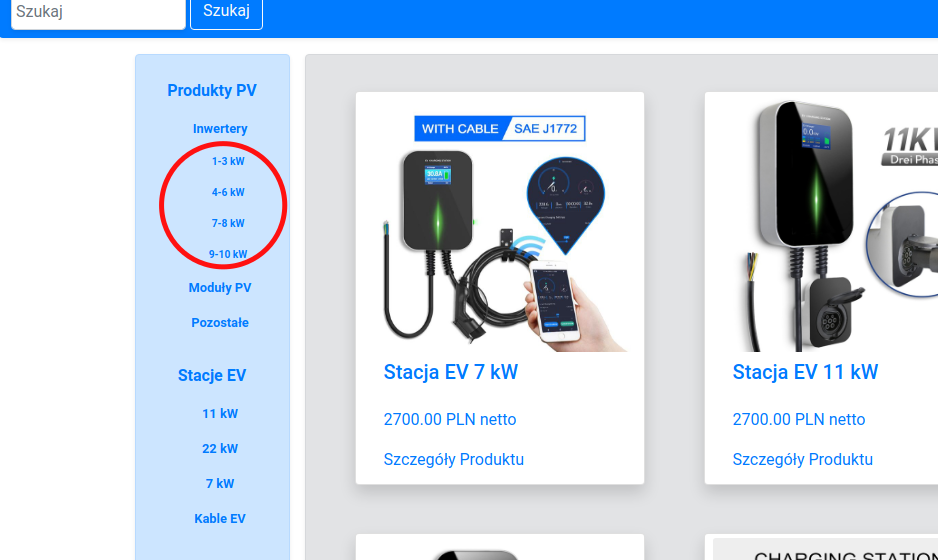 Szukaj
Szukaj
Produkty PV
Inwertery
1-3 kW
4-6 kW
7-8 kW
9-10 kW
Moduły PV
Pozostałe
Stacje EV
11 kW
22 kW
7 kW
Kable EV
WITH CABLE
SAE J1772
Stacja EV 7 kW
2700.00 PLN netto
Szczegóły Produktu
Drei Phas
Stacja EV 11 kW
2700.00 PLN netto
Szczegóły Produktu
CHARGING STATION